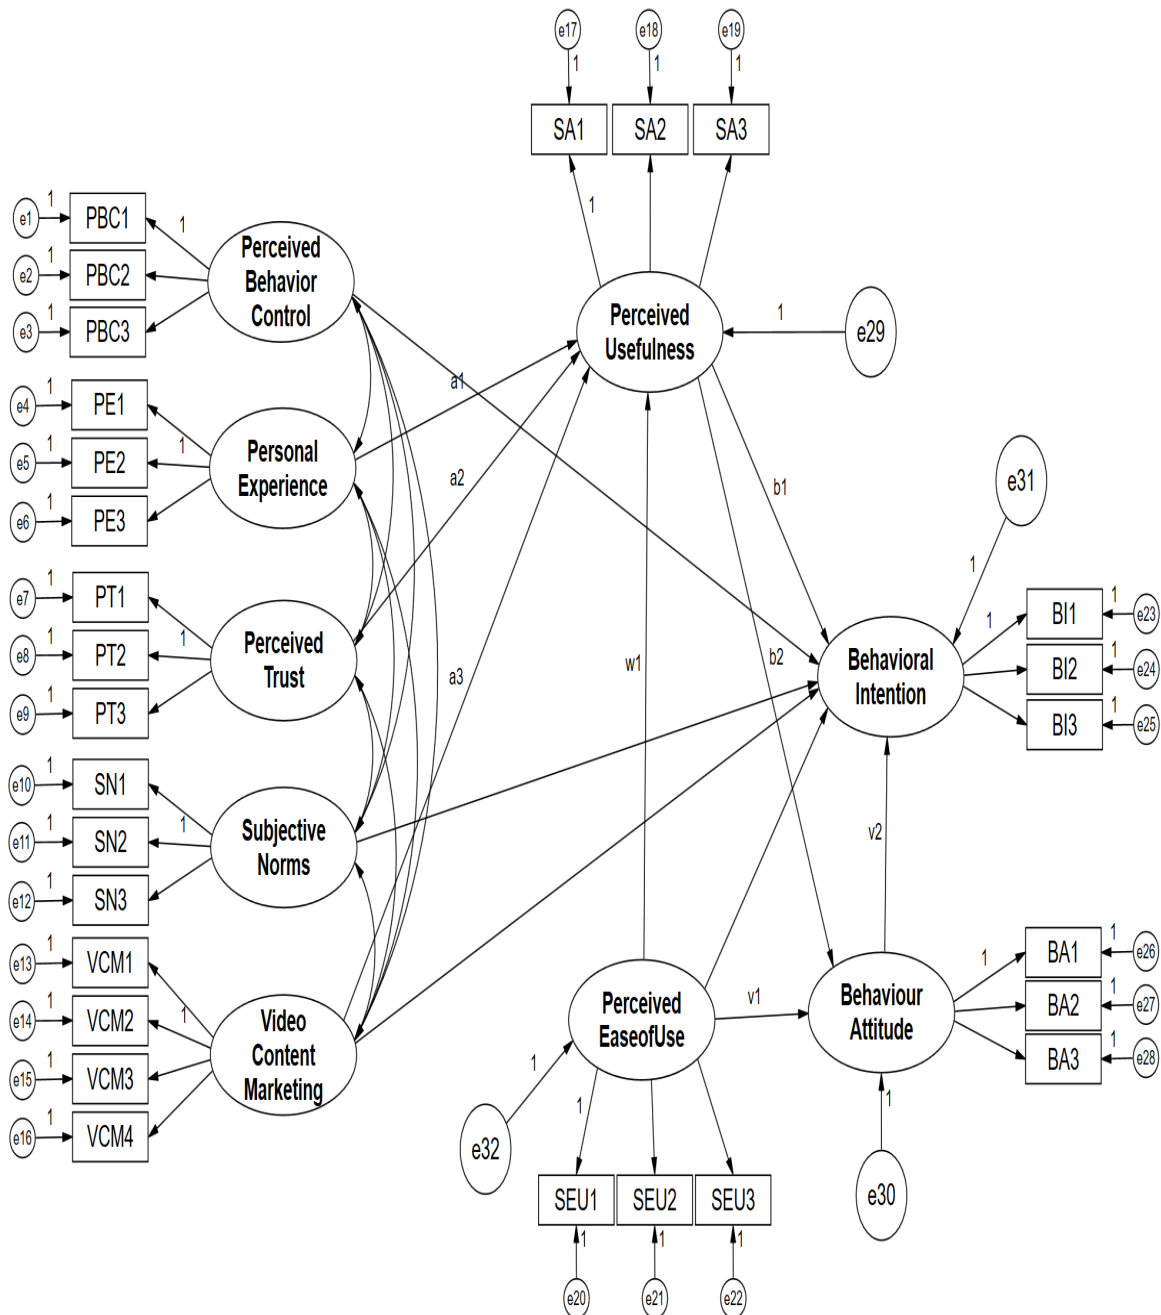 e17
e18
e19
1
1
1
SA1
SA2
SA3
1
e1
1
PBC1
1
e2
1
PBC2
e3
1
PBC3
Perceived
Behavior
Control
Perceived
Usefulness
1
e29
e4
1
PE1
e5
1
PE2
1
e6
1
PE3
Personal
Experience
a1
a2
b1
e31
1
e7
1
PT1
e8
1
PT2
1
e9
1
PT3
Perceived
Trust
a3
w1
b2
Behavioral
Intention
1
BI1
1
e23
BI2
1
e24
BI3
1
e25
e10
1
SN1
e11
1
SN2
1
e12
1
SN3
Subjective
Norms
v2
e13
1
VCM1
e14
1
VCM2
1
e15
1
VCM3
e16
1
VCM4
Video
Content
Marketing
Perceived
EaseofUse
v1
Behaviour
Attitude
1
BA1
1
e26
BA2
1
e27
BA3
1
e28
1
e32
1
1
e30
SEU1
SEU2
SEU3
1
1
1
e20
e21
e22